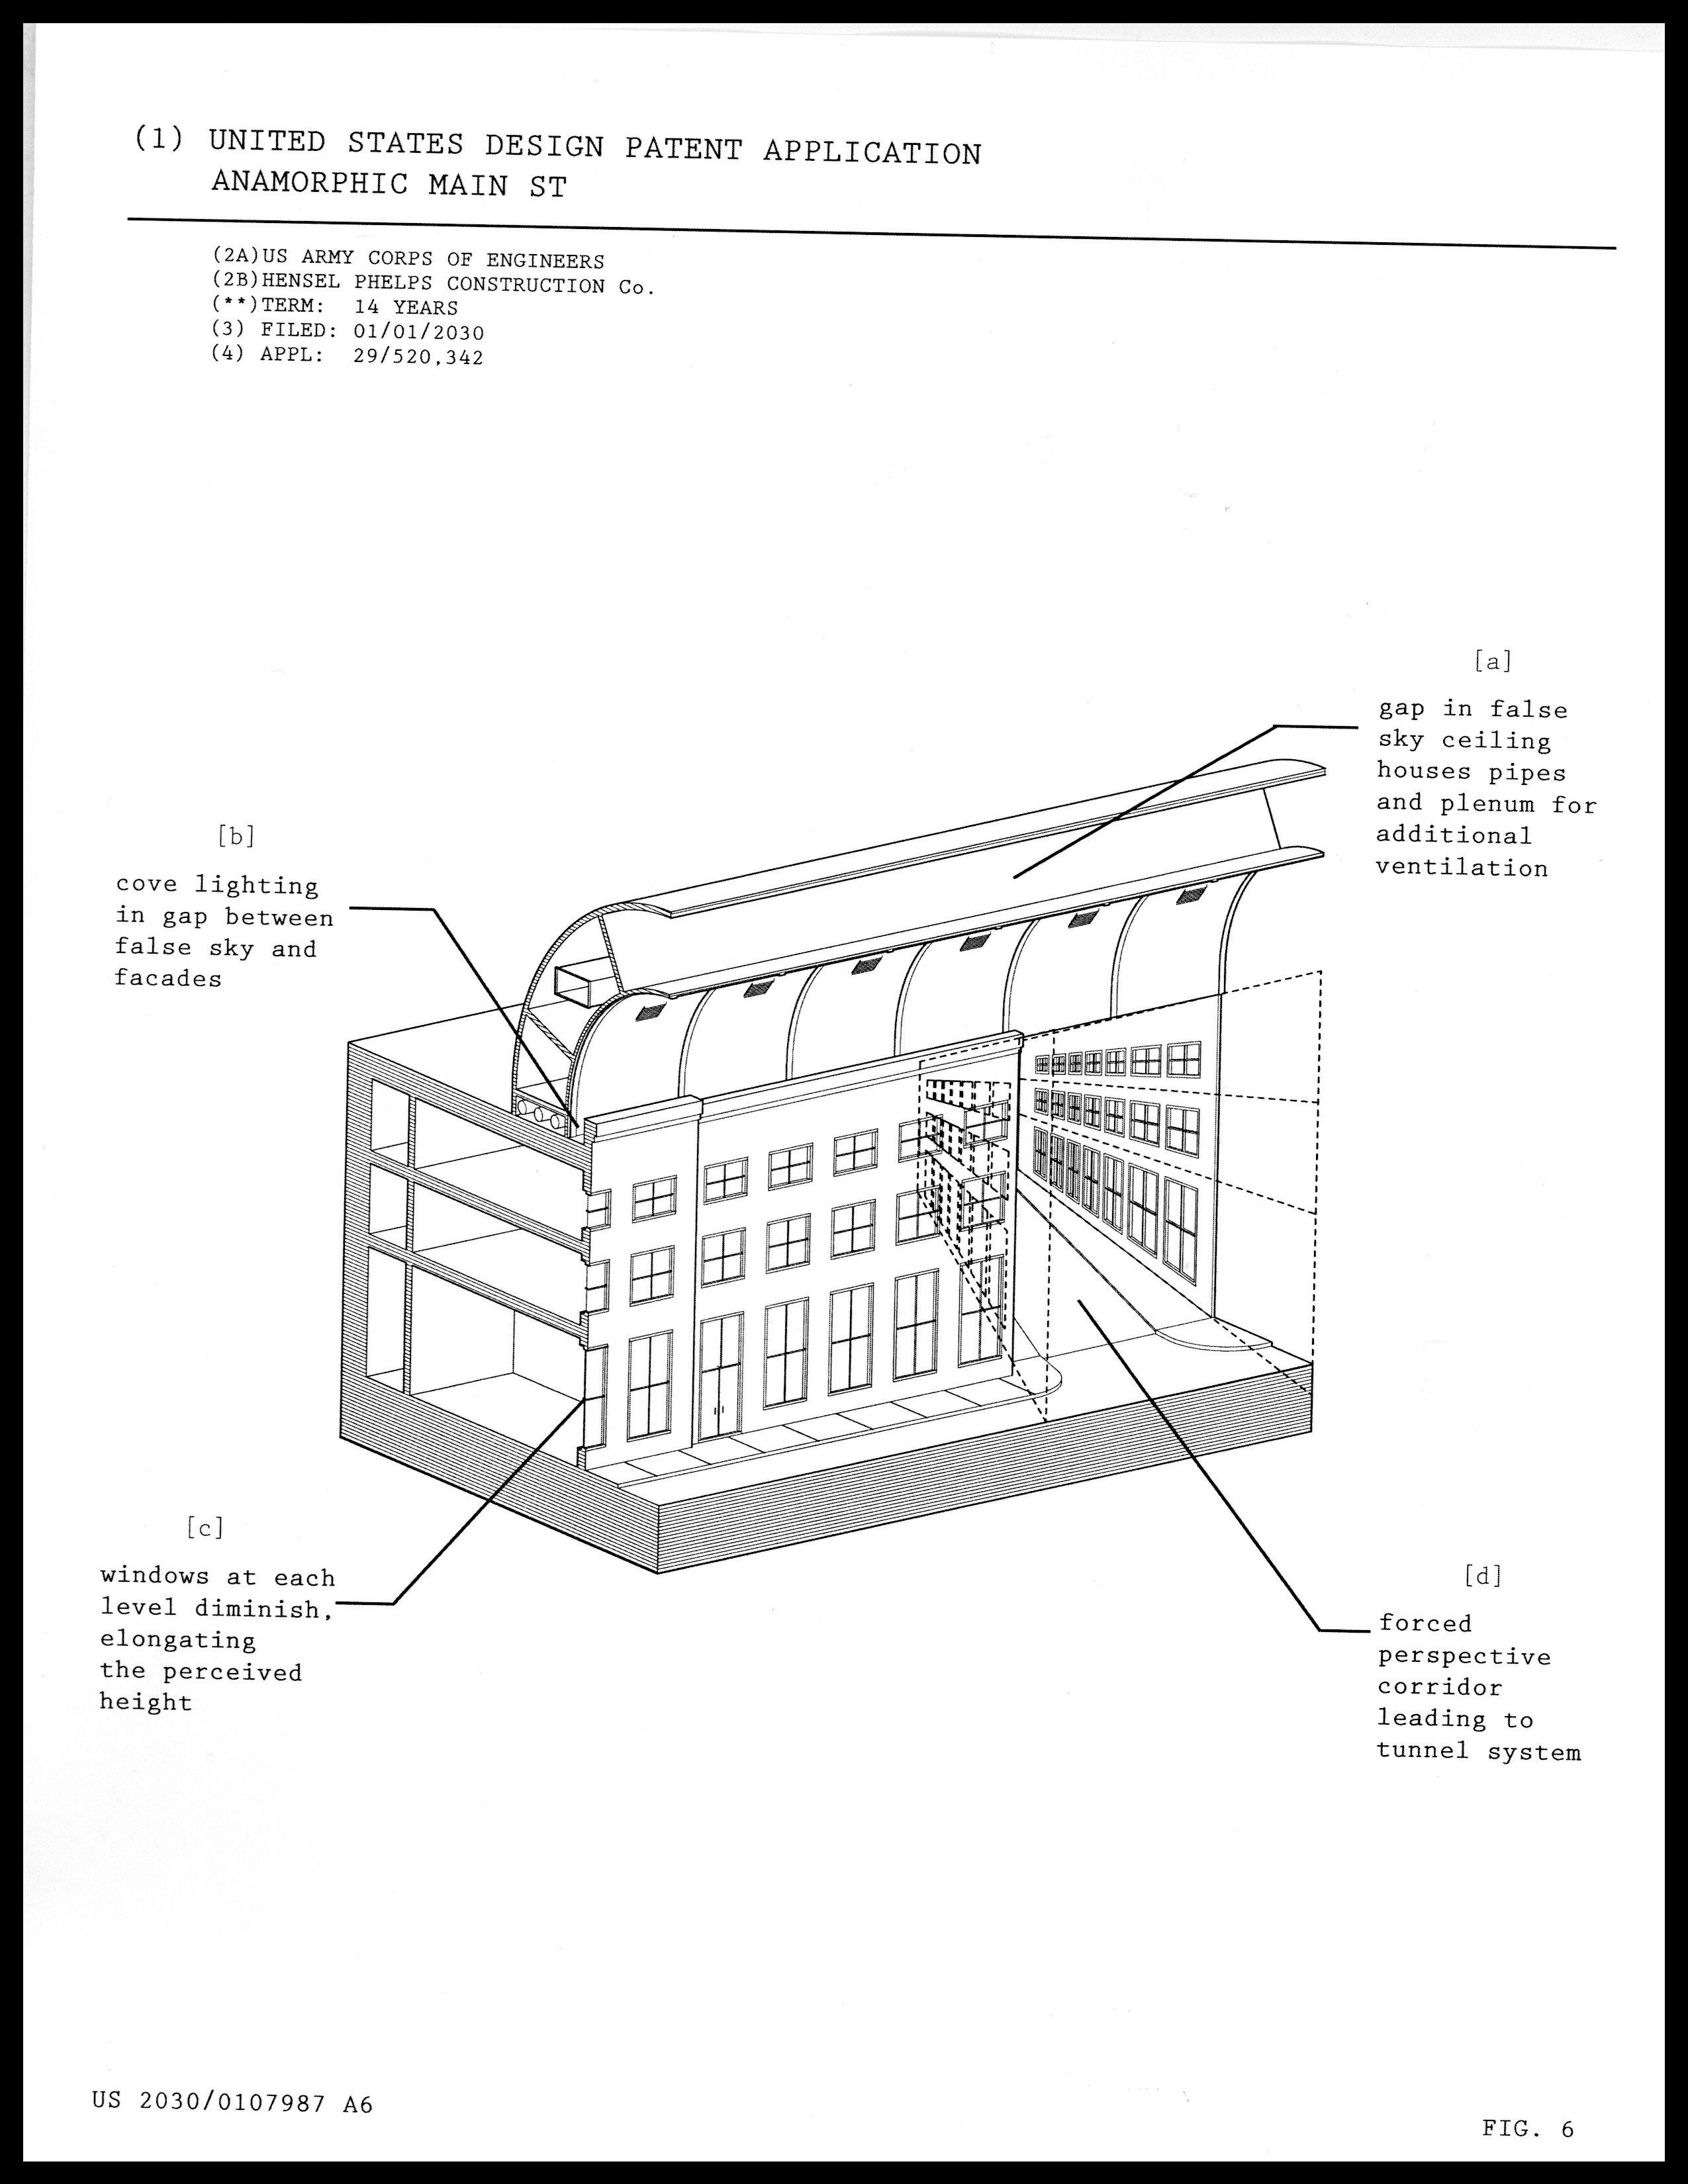 (1) UNITED STATES DESIGN PATENT APPLICATION
ANAMORPHIC MAIN ST
(2A)US ARMY CORPS OF ENGINEERS
(2B)HENSEL PHELPS CONSTRUCTION Co.
(**)TERM: 14 YEARS
(3) FILED: 01/01/2030
(4) APPL: 29/520,342
[a]
gap in false
sky ceiling
houses pipes
and plenum for
additional
ventilation
[b]
cove lighting
in gap between
false sky and
facades
[c]
windows at each
level diminish,
elongating
the perceived
height
[d]
forced
perspective
corridor
leading to
tunnel system
US 2030/0107987 A6
FIG. 6